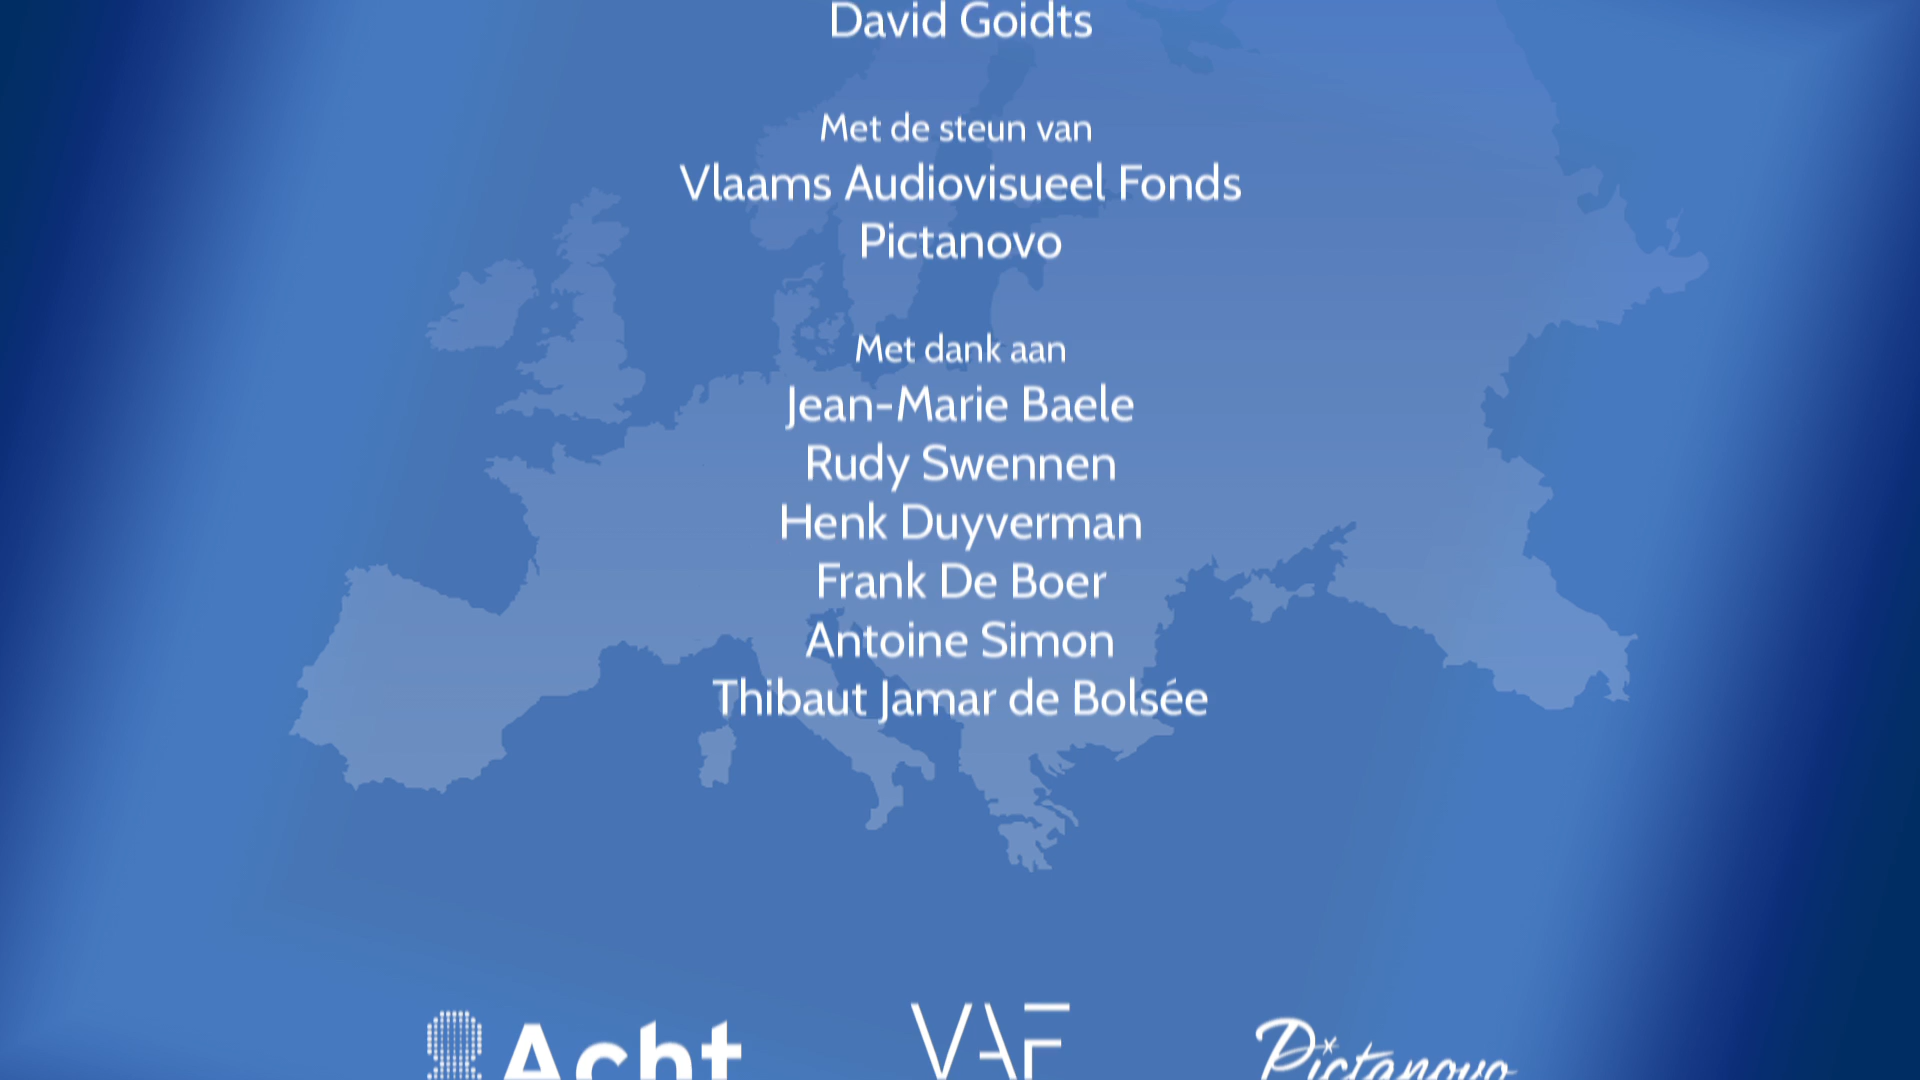 David Goidts
Met de steun van
Vlaams Audiovisueel Fonds
Pictanovo
Met dank aan
Jean-Marie Baele
Rudy Swennen
Henk Duyverman
Frank De Boer
Antoine Simon
Thibaut Jamar de Bolsée
Acht
VAF
Pictanovo